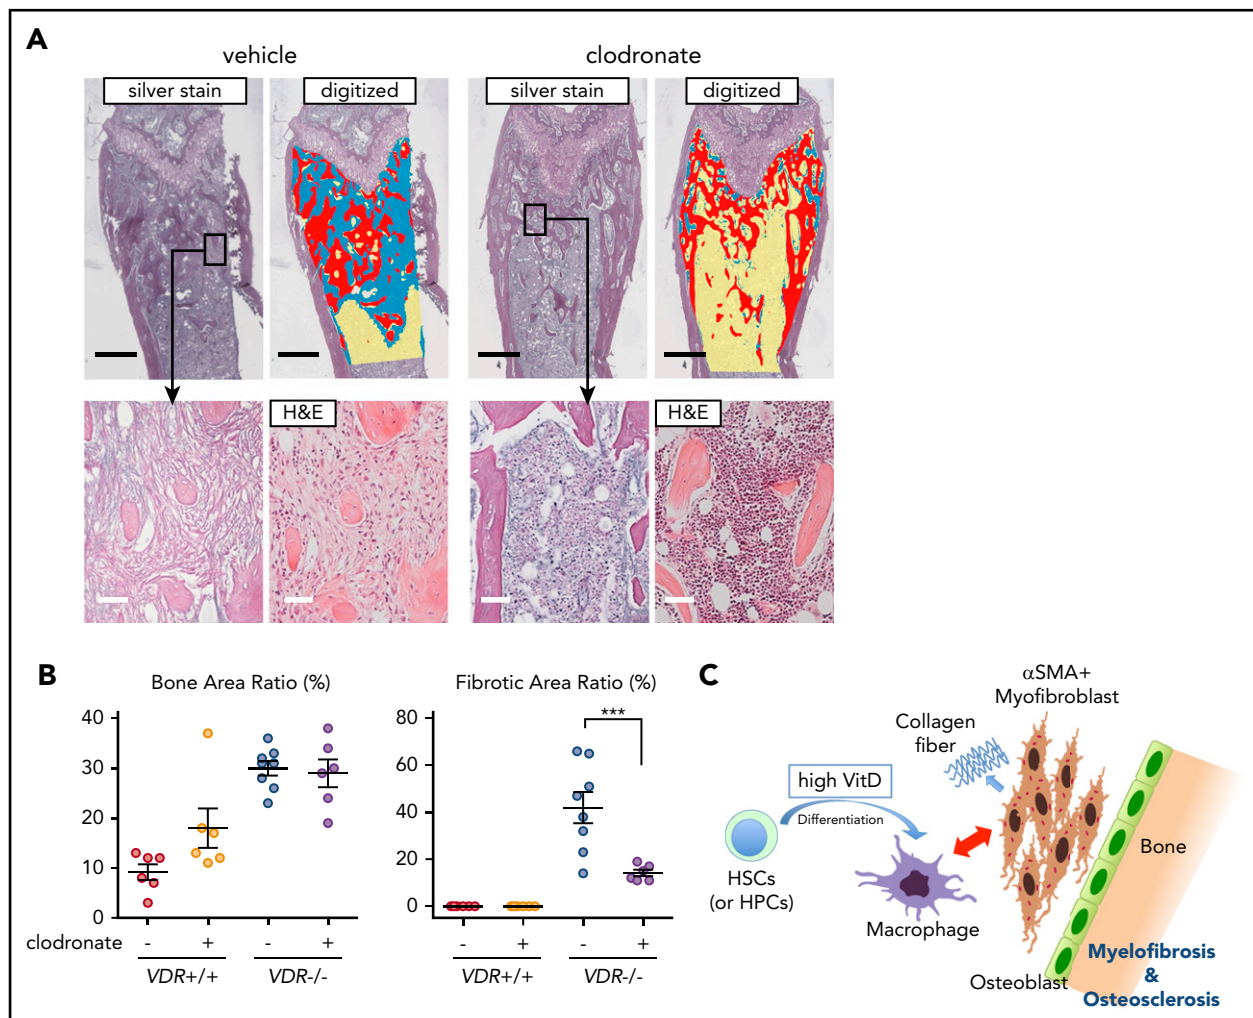 A
vehicle
clodronate
silver stain
digitized
silver stain
digitized
H&E
H&E
B
Bone Area Ratio (%)
40
30
20
10
0
clodronate
-
+
-
+
VDR+/+
VDR-/-
Fibrotic Area Ratio (%)
80
60
40
20
0
***
-
+
-
+
VDR+/+
VDR-/-
C
αSMA+
Myofibroblast
Collagen
fiber
high VitD
Differentiation
HSCs
(or HPCs)
Macrophage
Bone
Osteoblast
Myelofibrosis
&
Osteosclerosis